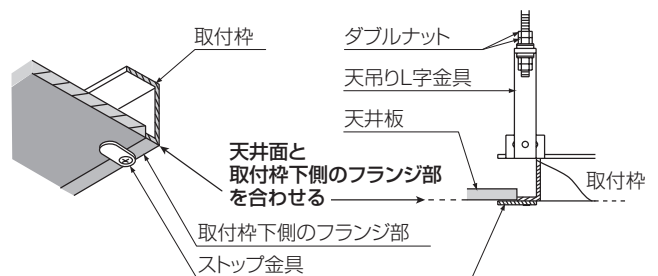 取付枠
ダブルナット
天吊りL字金具
天井板
天井面と
取付枠下側のフランジ部
を合わせる
取付枠
取付枠下側のフランジ部
ストップ金具